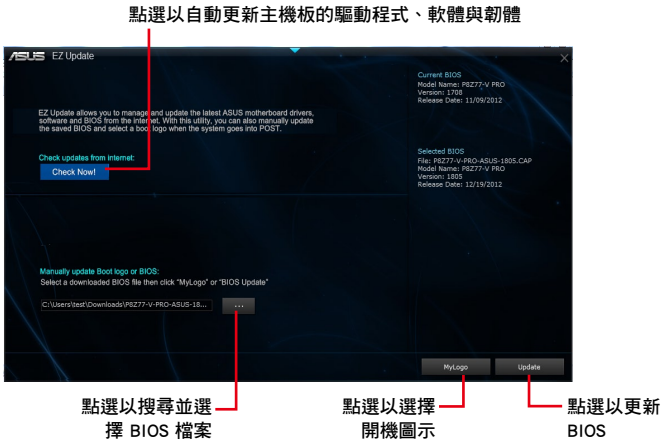 點選以自動更新主機板的驅動程式、軟體與韌體
ASUS EZ Update
Current BIOS
Model Name: P8Z77-V PRO
Version: 1708
Release Date: 11/09/2012
EZ Update allows you to manage and update the latest ASUS motherboard drivers,
software and BIOS from the internet. With this utility, you can also manually update
the saved BIOS and select a boot logo when the system goes into POST.
Selected BIOS
File: P8Z77-V-PRO-ASUS-1805.CAP
Model Name: P8Z77-V PRO
Version: 1805
Release Date: 12/19/2012
Check updates from internet:
Check Now!
Manually update Boot logo or BIOS:
Select a downloaded BIOS file then click "MyLogo" or "BIOS Update"
C:\Users\test\Downloads\P8Z77-V-PRO-ASUS-18...
...
MyLogo
Update
點選以搜尋並選
擇 BIOS 檔案
點選以選擇
開機圖示
點選以更新
BIOS